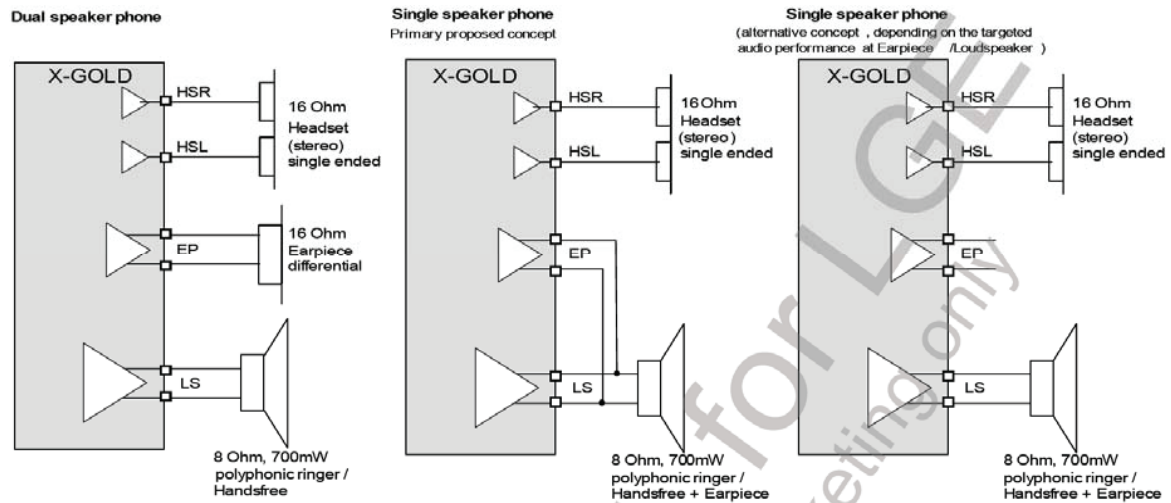 Dual speaker phone
X-GOLD
HSR
HSL
16 Ohm
Headset
(stereo)
single ended
EP
16 Ohm
Earpiece
differential
LS
8 Ohm, 700mW
polyphonic ringer /
Handsfree
Single speaker phone
Primary proposed concept
X-GOLD
HSR
HSL
16 Ohm
Headset
(stereo)
single ended
EP
LS
8 Ohm, 700mW
polyphonic ringer /
Handsfree + Earpiece
Single speaker phone
(alternative concept , depending on the targeted
audio performance at Earpiece /Loudspeaker )
X-GOLD
HSR
HSL
16 Ohm
Headset
(stereo)
single ended
EP
LS
8 Ohm, 700mW
polyphonic ringer /
Handsfree + Earpiece
for LGE
only